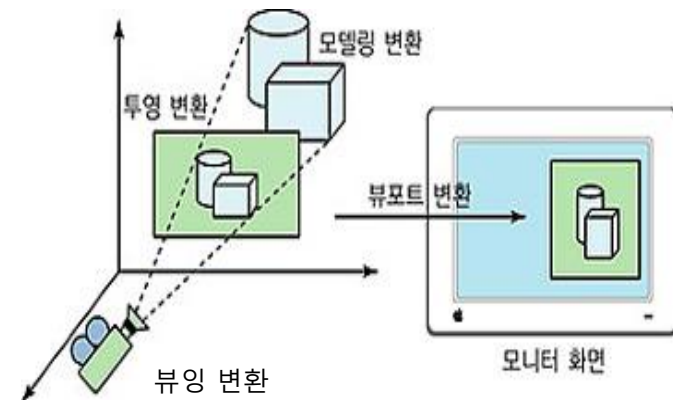 모델링 변환
투영 변환
뷰포트 변환
모니터 화면
뷰잉 변환